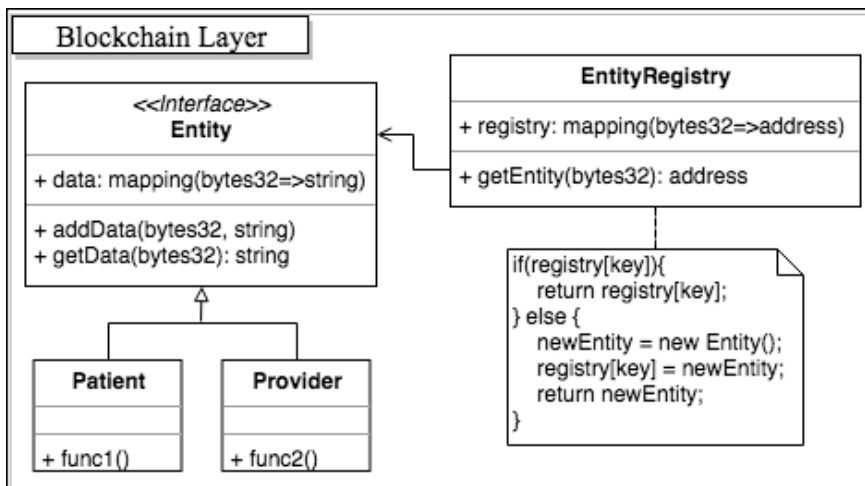 Blockchain Layer
<<Interface>>
Entity
+ data: mapping(bytes32=>string)
+ addData(bytes32, string)
+ getData(bytes32): string
EntityRegistry
+ registry: mapping(bytes32=>address)
+ getEntity(bytes32): address
if(registry[key]){
return registry[key];
} else {
newEntity = new Entity();
registry[key] = newEntity;
return newEntity;
}
Patient
+ func1()
Provider
+ func2()